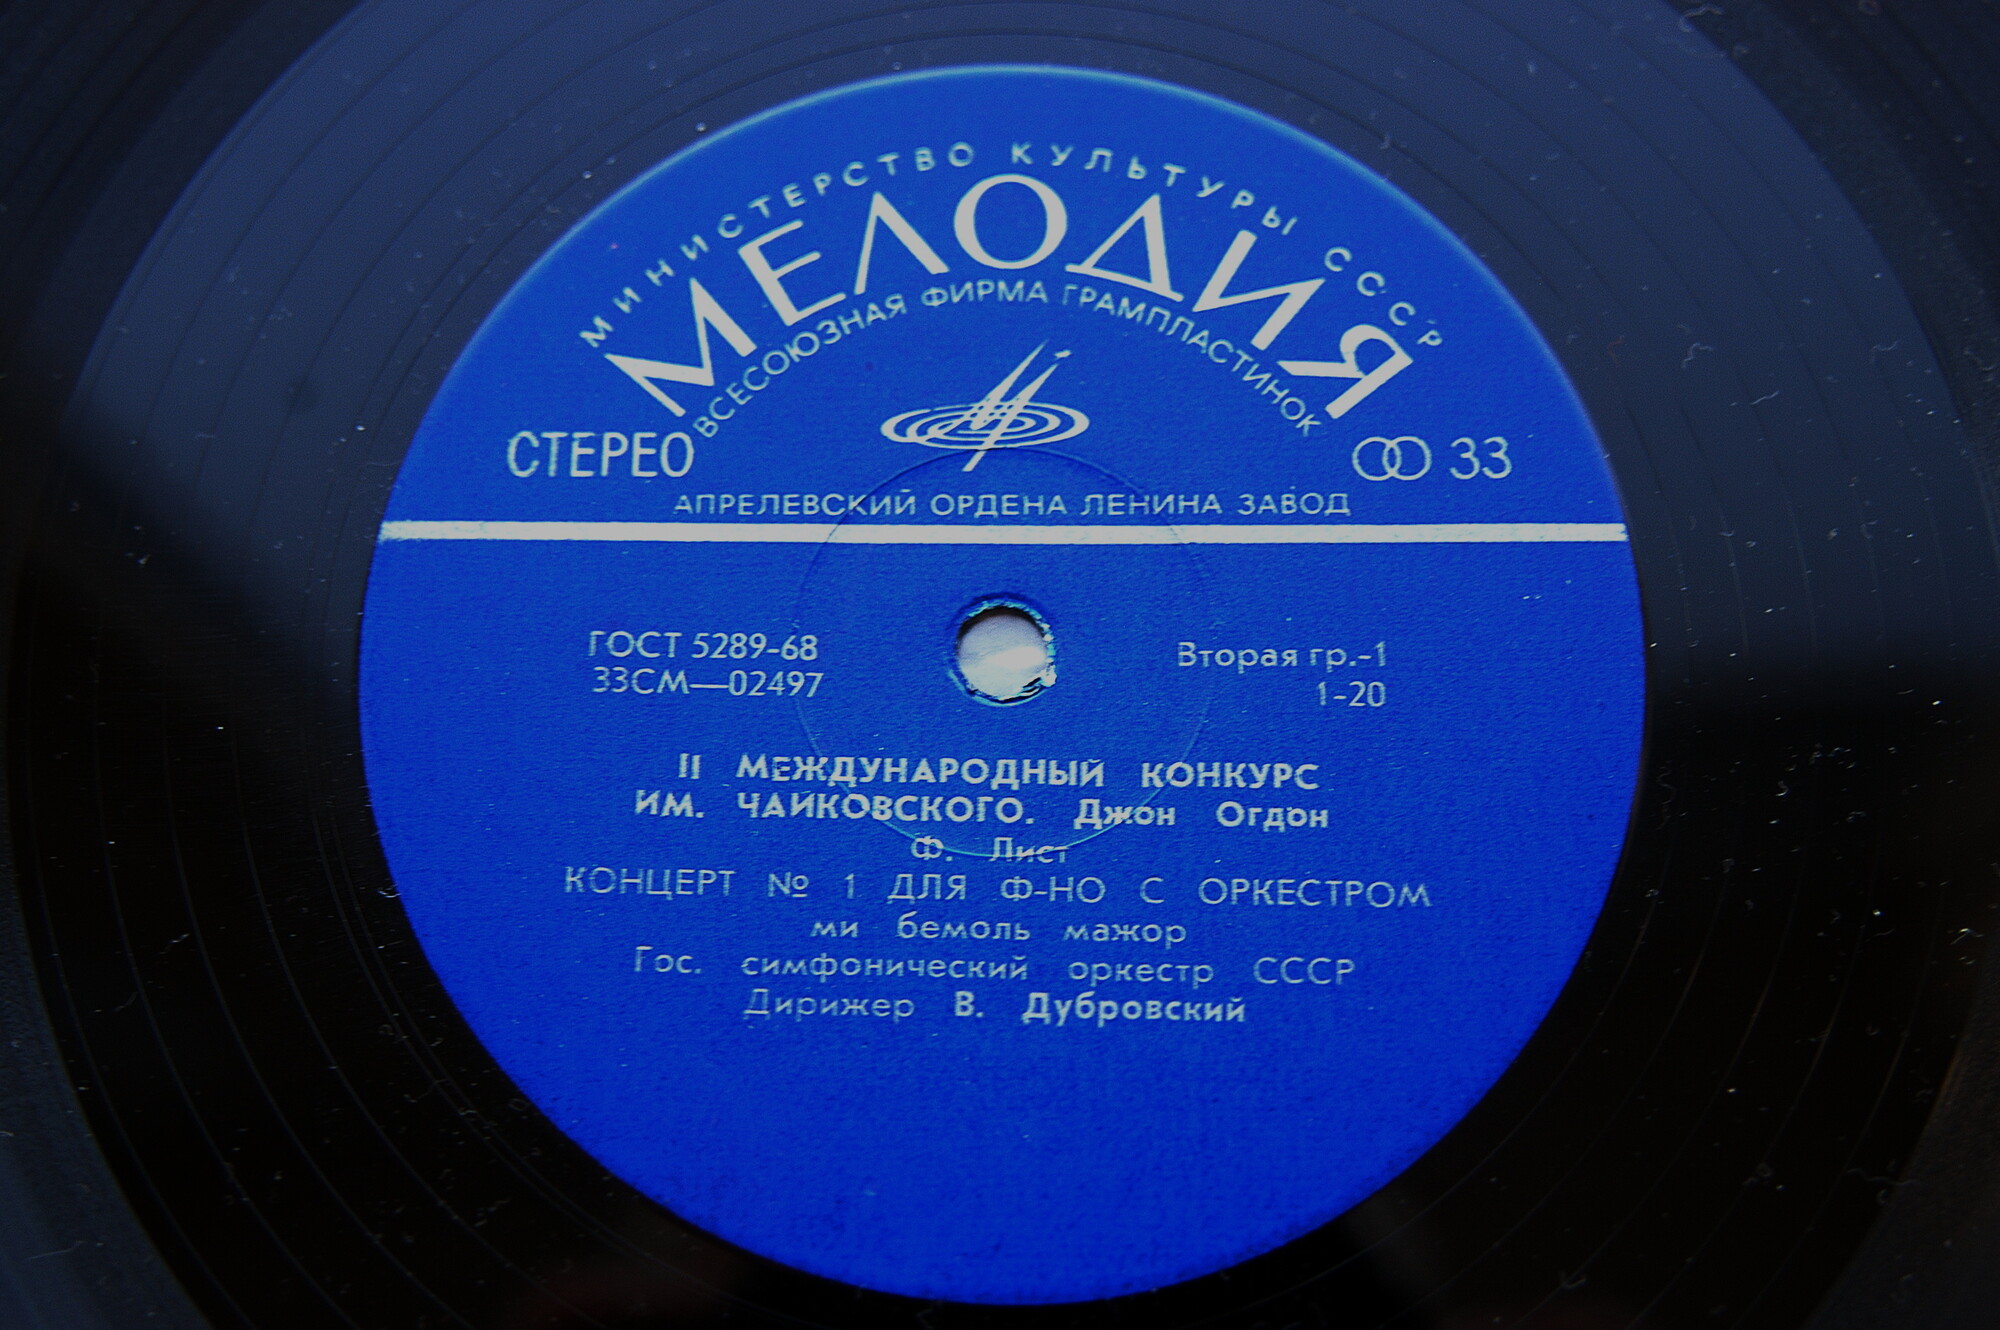 МИНИСТЕРСТВО КУЛЬТУРЫ СССР
МЕЛОДИЯ
ВСЕСОЮЗНАЯ ФИРМА ГРАМПЛАСТИНОК
СТЕРЕО
33
АПРЕЛЕВСКИЙ ОРДЕНА ЛЕНИНА ЗАВОД
ГОСТ 5289-68
33СМ—02497
Вторая гр.-1
1-20
II МЕЖДУНАРОДНЫЙ КОНКУРС
ИМ. ЧАЙКОВСКОГО. Джон Огдон
Ф. Лист
КОНЦЕРТ № 1 ДЛЯ Ф-НО С ОРКЕСТРОМ
ми бемоль мажор
Гос. симфонический оркестр СССР
Дирижер В. Дубровский